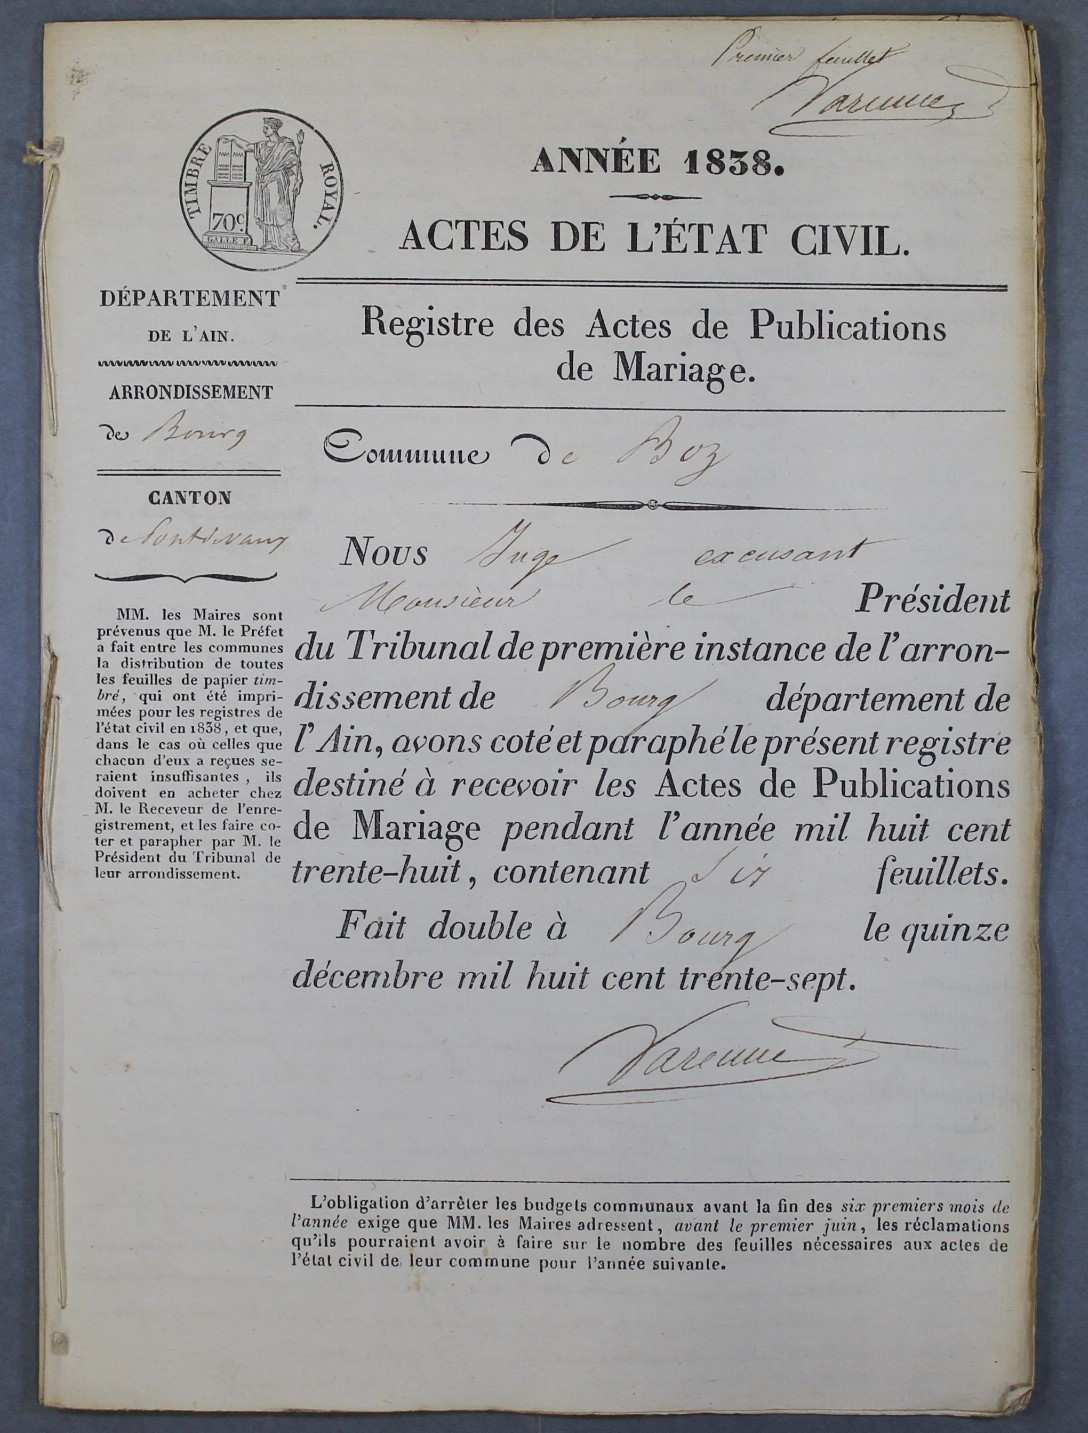 Premier feuillet
Varenne
TIMBRE ROYAL.
70c
ANNÉE 1838.
ACTES DE L'ÉTAT CIVIL.
DÉPARTEMENT
DE L'AIN.
ARRONDISSEMENT
de Bourg
CANTON
de Pontdevaux
MM. les Maires sont
prévenus que M. le Préfet
a fait entre les communes
la distribution de toutes
les feuilles de papier tim-
bré, qui ont été impri-
mées pour les registres de
l'état civil en 1838, et que,
dans le cas où celles que
chacun d'eux a reçues se-
raient insuffisantes, ils
doivent en acheter chez
M. le Receveur de l'enre-
gistrement, et les faire co-
ter et parapher par M. le
Président du Tribunal de
leur arrondissement.
Registre des Actes de Publications
de Mariage.
Commune de Boz
Nous Juge excusant
Monsieur le Président
du Tribunal de première instance de l'arron-
dissement de Bourg département de
l'Ain, avons coté et paraphé le présent registre
destiné à recevoir les Actes de Publications
de Mariage pendant l'année mil huit cent
trente-huit, contenant Six feuillets.
Fait double à Bourg le quinze
décembre mil huit cent trente-sept.
Varenne
L'obligation d'arrêter les budgets communaux avant la fin des six premiers mois de
l'année exige que MM. les Maires adressent, avant le premier juin, les réclamations
qu'ils pourraient avoir à faire sur le nombre des feuilles nécessaires aux actes de
l'état civil de leur commune pour l'année suivante.